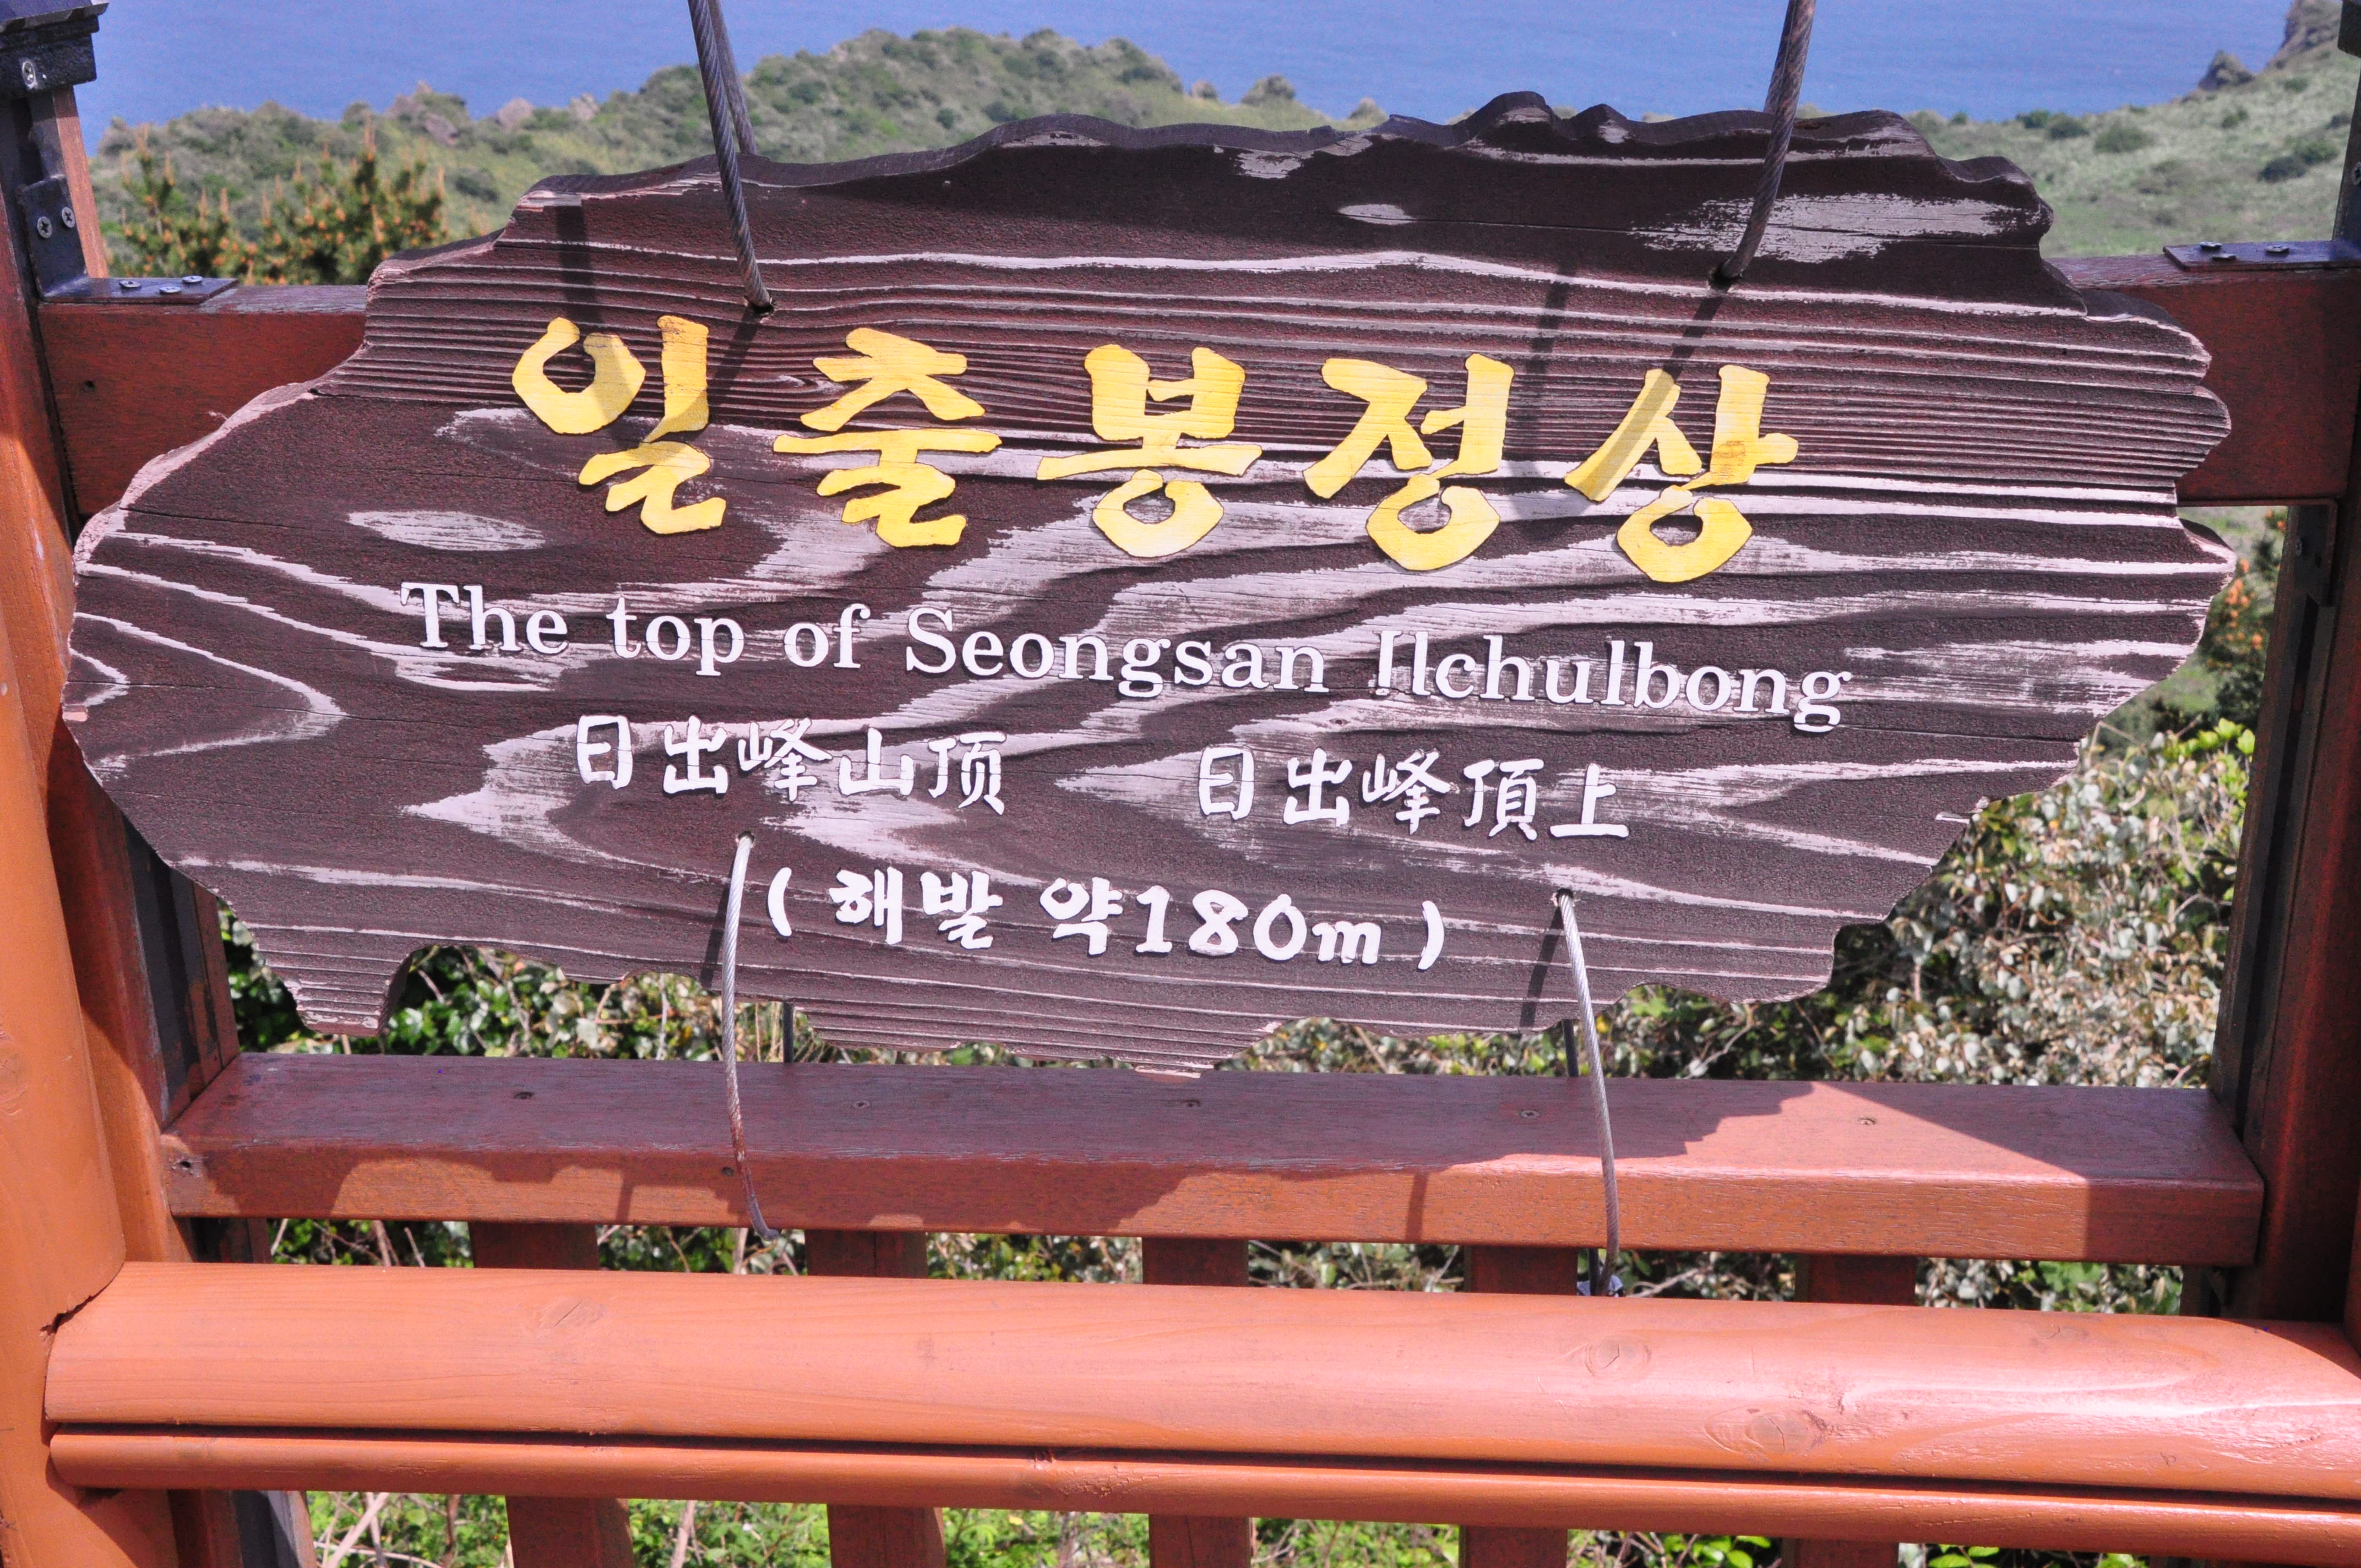 일출봉정상
The top of Seongsan Ilchulbong
日出峰山顶 日出峰頂上
( 해발 약180m )